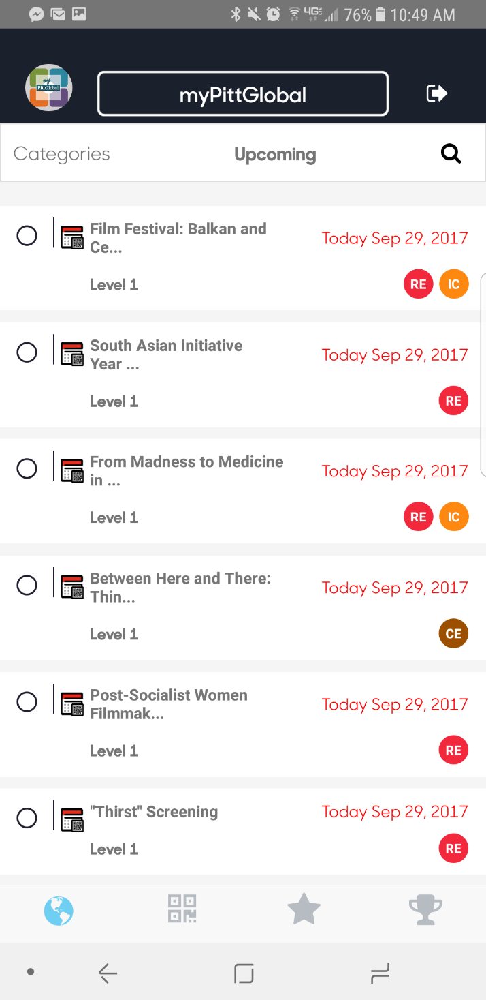 4G
76%
10:49 AM
my
PittGlobal
myPittGlobal
Categories
Upcoming
Film Festival: Balkan and
Ce...
Today Sep 29, 2017
Level 1
RE
IC
South Asian Initiative
Year ...
Today Sep 29, 2017
Level 1
RE
From Madness to Medicine
in ...
Today Sep 29, 2017
Level 1
RE
IC
Between Here and There:
Thin...
Today Sep 29, 2017
Level 1
CE
Post-Socialist Women
Filmmak...
Today Sep 29, 2017
Level 1
RE
"Thirst" Screening
Today Sep 29, 2017
Level 1
RE